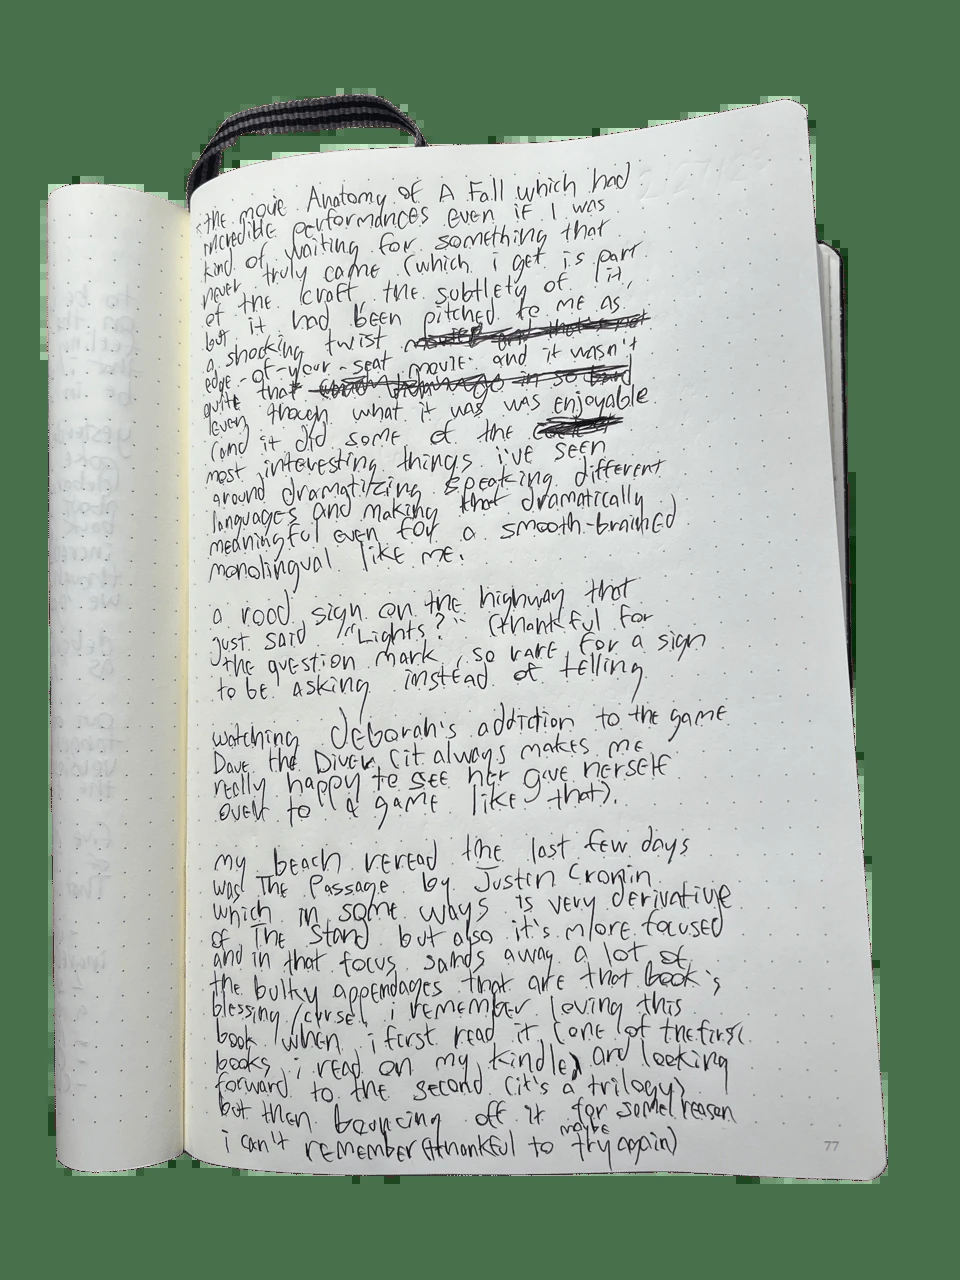 the movie Anatomy of A Fall which had
incredible performances even if I was
kind of waiting for something that
never truly came (which i get is part
of the craft the subtlety of it,
but it had been pitched to me as
a shocking twist
edge-of-your-seat movie. and it wasn't
quite that
even though what it was was enjoyable
(and it did some of the
most interesting things i've seen
around dramatizing speaking different
languages and making that dramatically
meaningful even for a smooth-brained
monolingual like me.
a road sign on the highway that
just said "Lights?" (thankful for
the question mark, so rare for a sign
to be asking instead of telling
watching deborah's addiction to the game
Dave the Diver (it always makes me
really happy to see her give herself
over to a game like that).
my beach reread the last few days
was The Passage by Justin Cronin
which in some ways is very derivative
of The Stand but also it's more focused
and in that focus sands away a lot of
the bulky appendages that are that book's
blessing/curse, i remember loving this
book when i first read it (one of the first
books i read on my kindle) and looking
forward to the second (it's a trilogy)
but then bouncing off it for some reason
i can't remember (thankful to maybe try again)
77